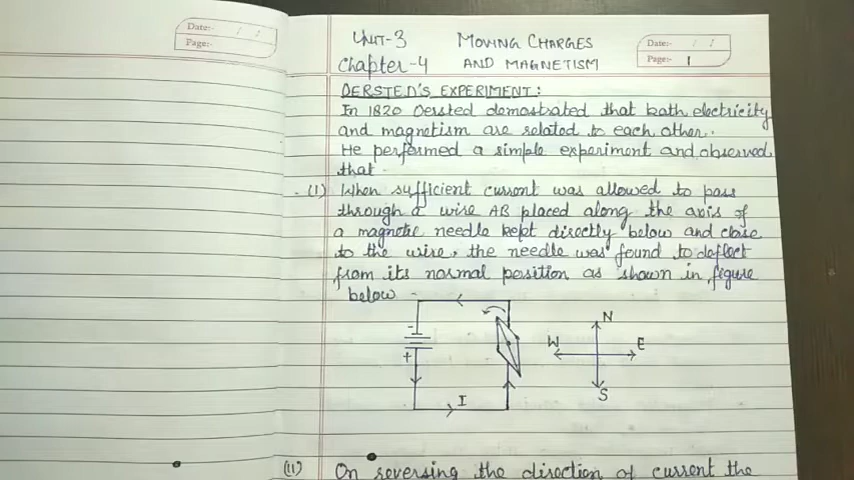 Date:- / /
Page:-
Unit-3 MOVING CHARGES
Chapter-4 AND MAGNETISM
Date:- / /
Page:- 1
OERSTED'S EXPERIMENT:
In 1820 Oersted demostrated that both electricity
and magnetism are related to each other.
He performed a simple experiment and observed
that -
(i) When sufficient current was allowed to pass
through a wire AB placed along the axis of
a magnetic needle kept directly below and close
to the wire, the needle was found to deflect
from its normal position as shown in figure
below -
-
+
I
N
W E
S
(ii) On reversing the direction of current the